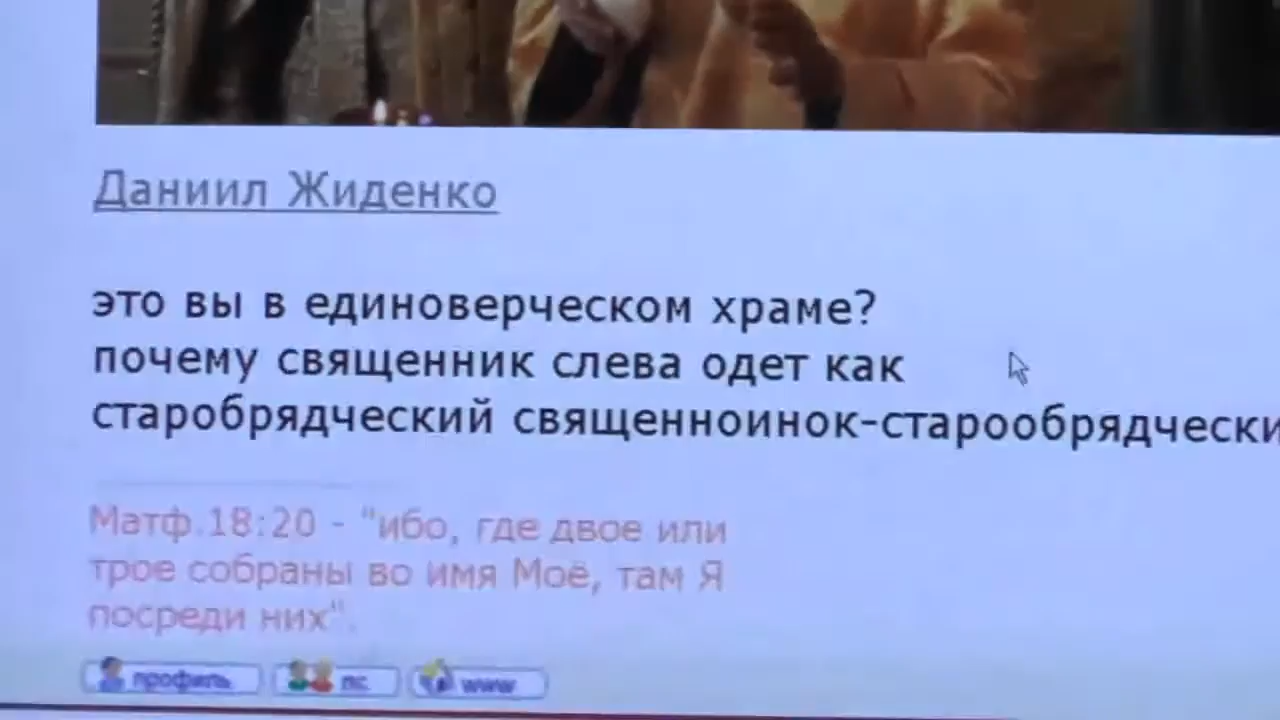 Даниил Жиденко
это вы в единоверческом храме?
почему священник слева одет как
старобрядческий священноинок-старообрядчески
Матф.18:20 - "ибо, где двое или
трое собраны во имя Моё, там Я
посреди них".
профиль
лс
www